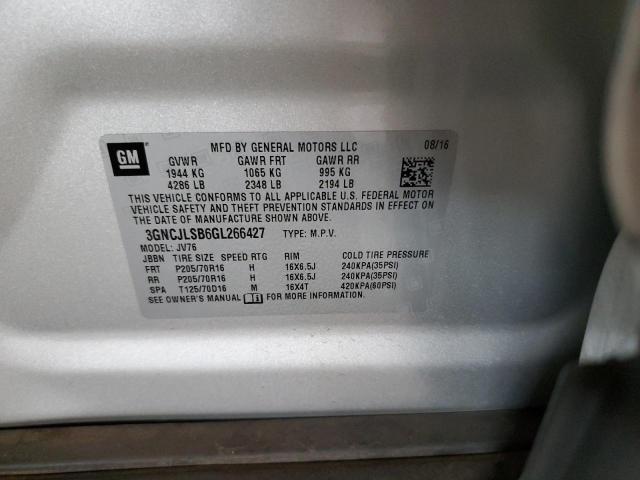 MFD BY GENERAL MOTORS LLC 08/16
GM GVWR GAWR FRT GAWR RR
1944 KG 1065 KG 995 KG
4286 LB 2348 LB 2194 LB
THIS VEHICLE CONFORMS TO ALL APPLICABLE U.S. FEDERAL MOTOR
VEHICLE SAFETY AND THEFT PREVENTION STANDARDS IN EFFECT ON
THE DATE OF MANUFACTURE SHOWN ABOVE.
3GNCJLSB6GL266427 TYPE: M.P.V.
MODEL: JV76
JBBN TIRE SIZE SPEED RTG RIM COLD TIRE PRESSURE
FRT P205/70R16 H 16X6.5J 240KPA(35PSI)
RR P205/70R16 H 16X6.5J 240KPA(35PSI)
SPA T125/70D16 M 16X4T 420KPA(60PSI)
SEE OWNER'S MANUAL FOR MORE INFORMATION.